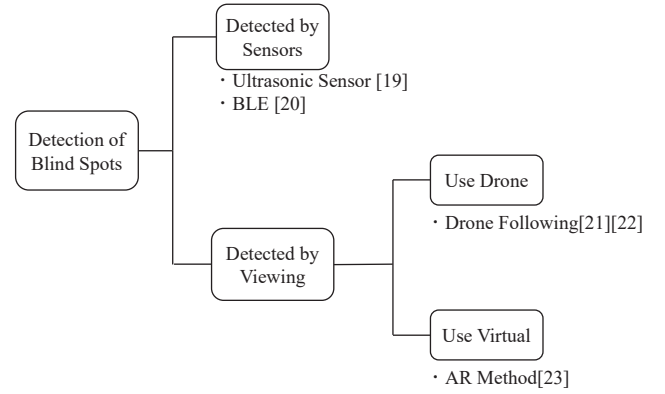 Detected by
Sensors
・Ultrasonic Sensor [19]
・BLE [20]
Detection of
Blind Spots
Use Drone
・Drone Following[21][22]
Detected by
Viewing
Use Virtual
・AR Method[23]